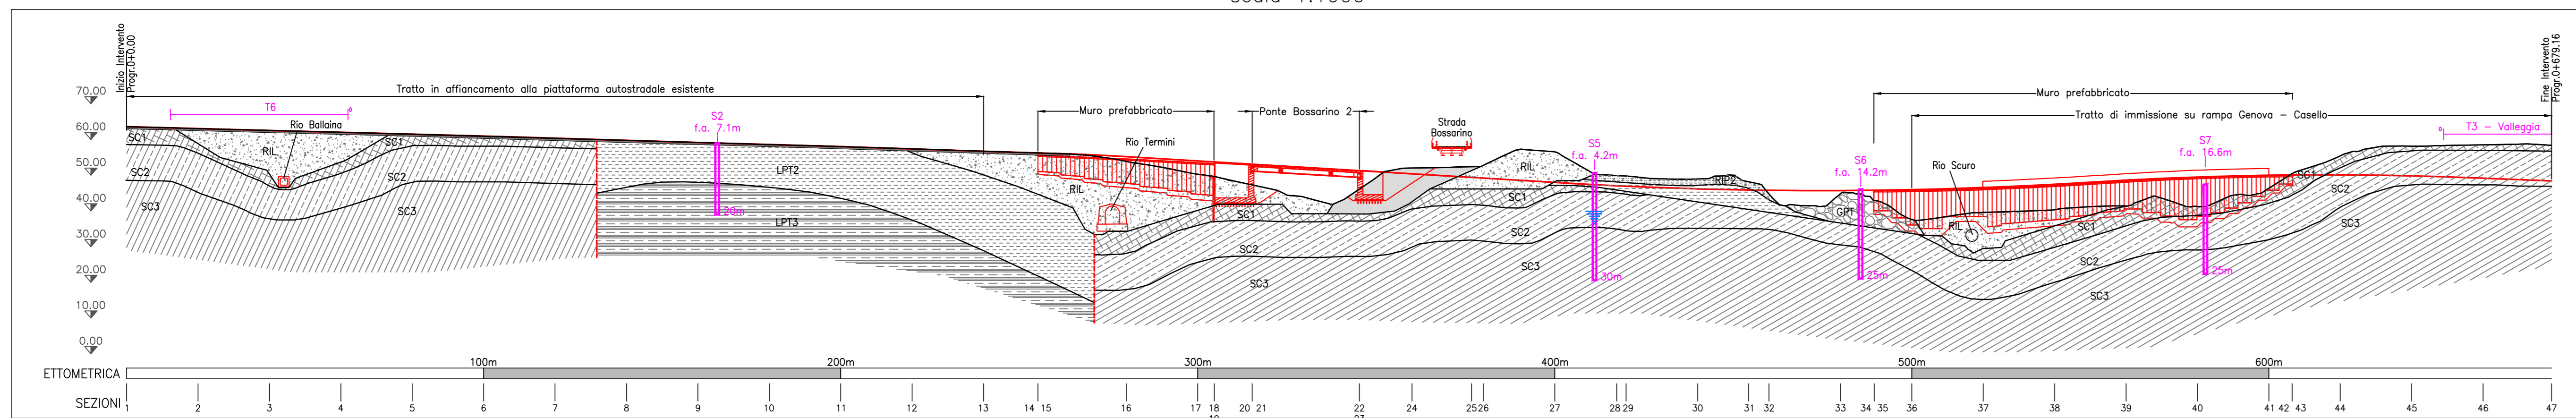 Inizio Intervento
Progr.0+0.00
Fine Intervento
Progr.0+679.16
70.00
60.00
50.00
40.00
30.00
20.00
10.00
0.00
Tratto in affiancamento alla piattaforma autostradale esistente
T6
Rio Ballaina
S2
f.a. 7.1m
20m
Muro prefabbricato
Ponte Bossarino 2
Rio Termini
Strada
Bossarino
S5
f.a. 4.2m
30m
S6
f.a. 14.2m
25m
Muro prefabbricato
Tratto di immissione su rampa Genova - Casello
Rio Scuro
S7
f.a. 16.6m
25m
T3 - Valleggia
SC1
SC2
SC3
RIL
SC1
SC2
SC3
LPT2
LPT3
RIL
SC1
SC2
SC3
RIL
SC1
SC2
SC3
RIP2
GPT
RIL
SC1
SC2
SC3
SC1
SC2
SC3
100m
200m
300m
400m
500m
600m
ETTOMETRICA
SEZIONI
1 2 3 4 5 6 7 8 9 10 11 12 13 14 15 16 17 18 20 21 22 24 25 26 27 28 29 30 31 32 33 34 35 36 37 38 39 40 41 42 43 44 45 46 47